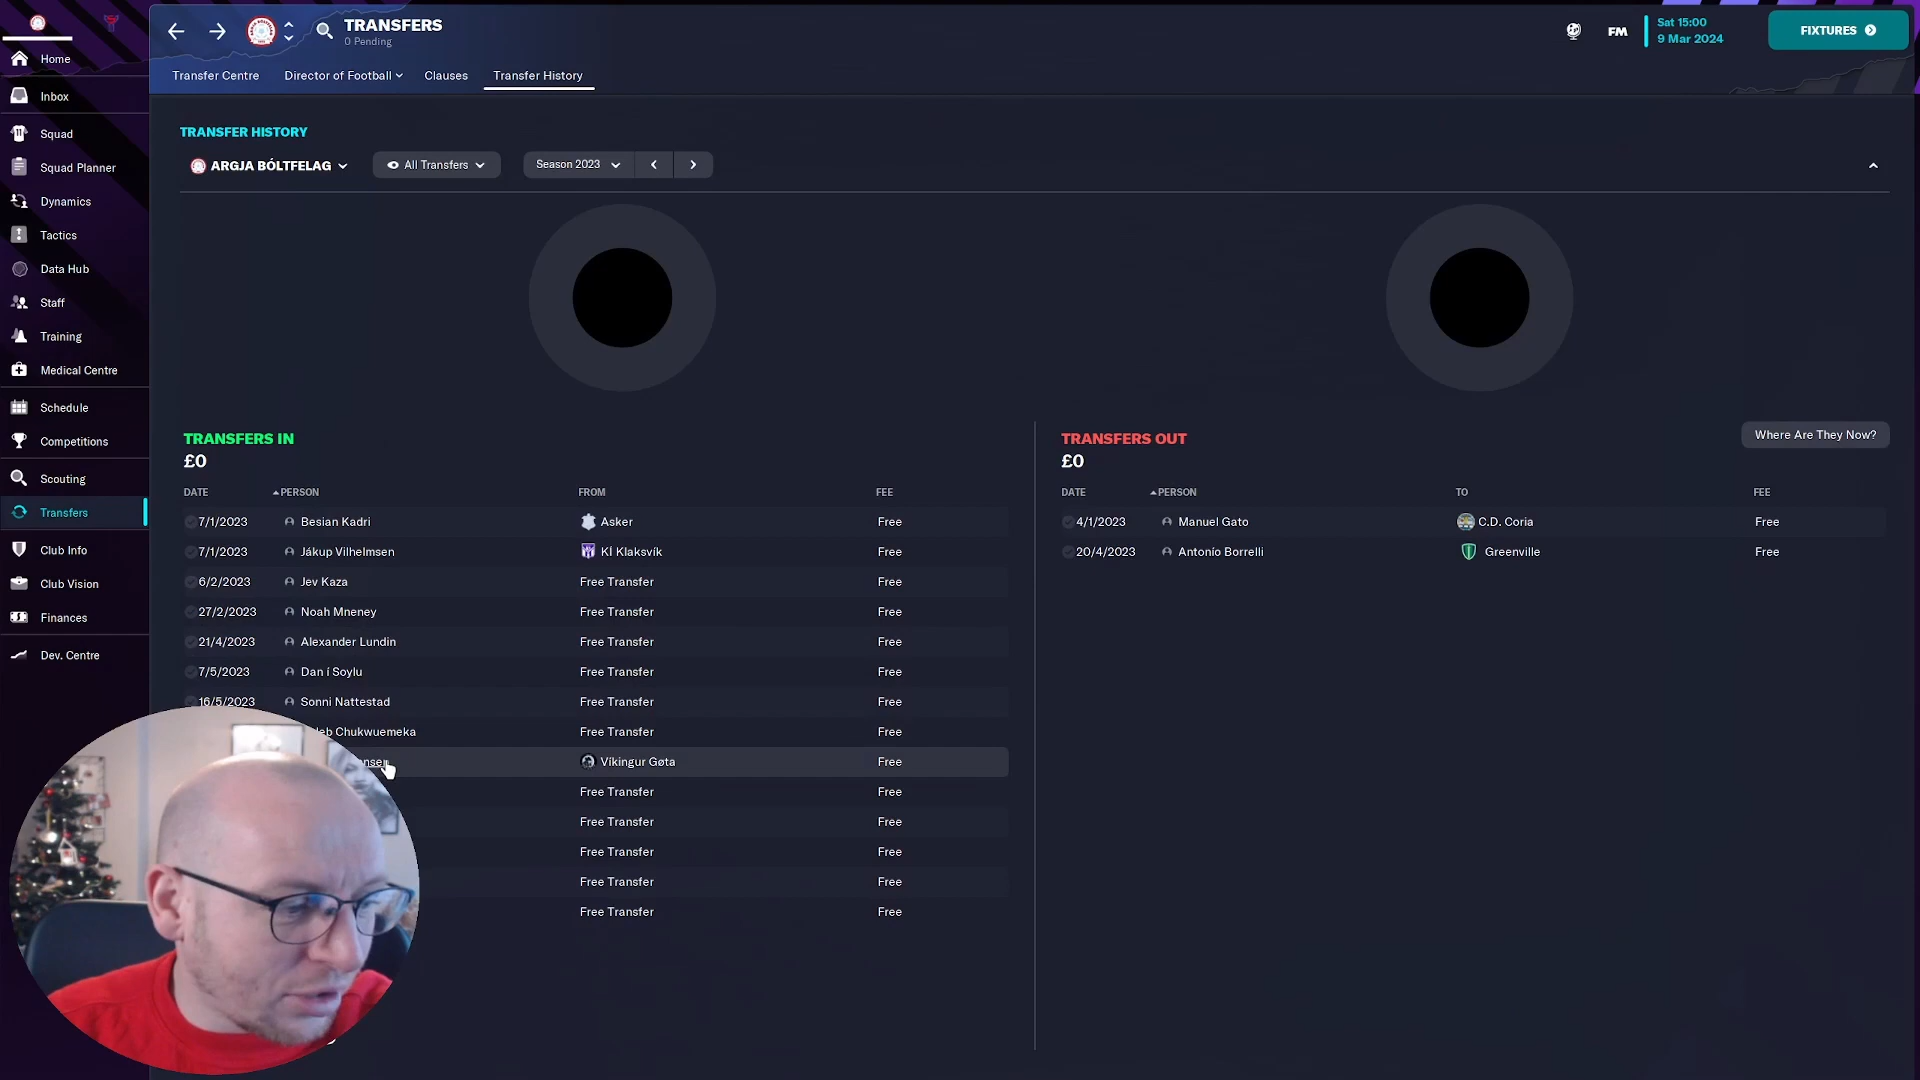 TRANSFERS
0 Pending
FM
Sat 15:00
9 Mar 2024
FIXTURES
Transfer Centre
Director of Football
Clauses
Transfer History
Home
Inbox
Squad
Squad Planner
Dynamics
Tactics
Data Hub
Staff
Training
Medical Centre
Schedule
Competitions
Scouting
Transfers
Club Info
Club Vision
Finances
Dev. Centre
TRANSFER HISTORY
ARGJA BÓLTFELAG
All Transfers
Season 2023
TRANSFERS IN
£0
DATE PERSON FROM FEE
7/1/2023 Besian Kadri Asker Free
7/1/2023 Jákup Vilhelmsen KÍ Klaksvík Free
6/2/2023 Jev Kaza Free Transfer Free
27/2/2023 Noah Mneney Free Transfer Free
21/4/2023 Alexander Lundin Free Transfer Free
7/5/2023 Dan í Soylu Free Transfer Free
16/5/2023 Sonni Nattestad Free Transfer Free
Chukwuemeka Free Transfer Free
Víkingur Gøta Free
Free Transfer Free
Free Transfer Free
Free Transfer Free
Free Transfer Free
Free Transfer Free
TRANSFERS OUT
£0
Where Are They Now?
DATE PERSON TO FEE
4/1/2023 Manuel Gato C.D. Coria Free
20/4/2023 Antonío Borrelli Greenville Free